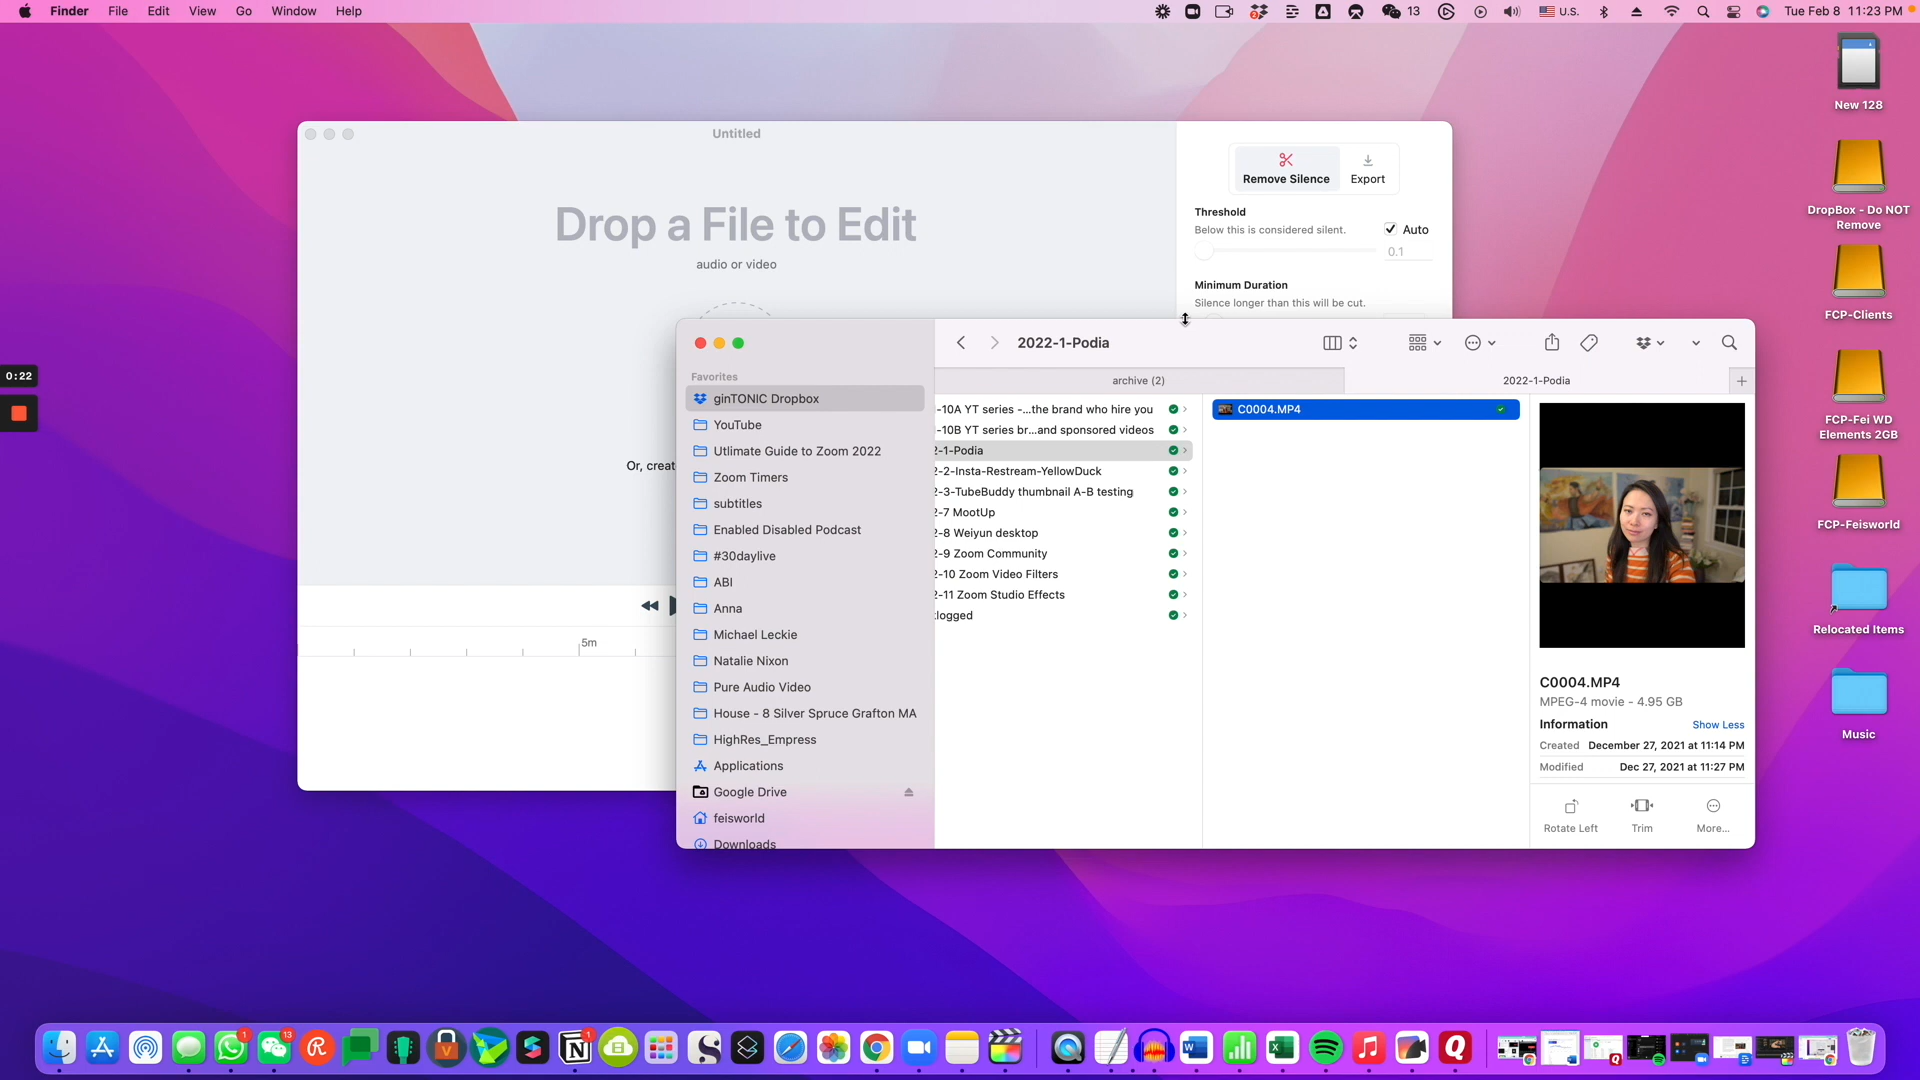 Finder File Edit View Go Window Help
2 13 U.S. Tue Feb 8 11:23 PM
0:22
Untitled
Drop a File to Edit
audio or video
Or, creat
5m
Remove Silence
Export
Threshold
Below this is considered silent.
Auto
0.1
Minimum Duration
Silence longer than this will be cut.
Favorites
ginTONIC Dropbox
YouTube
Utlimate Guide to Zoom 2022
Zoom Timers
subtitles
Enabled Disabled Podcast
#30daylive
ABI
Anna
Michael Leckie
Natalie Nixon
Pure Audio Video
House - 8 Silver Spruce Grafton MA
HighRes_Empress
Applications
Google Drive
feisworld
Downloads
2022-1-Podia
archive (2)
2022-1-Podia
-10A YT series -...the brand who hire you
-10B YT series br...and sponsored videos
2-1-Podia
2-2-Insta-Restream-YellowDuck
2-3-TubeBuddy thumbnail A-B testing
2-7 MootUp
2-8 Weiyun desktop
2-9 Zoom Community
2-10 Zoom Video Filters
2-11 Zoom Studio Effects
logged
C0004.MP4
C0004.MP4
MPEG-4 movie - 4.95 GB
Information Show Less
Created December 27, 2021 at 11:14 PM
Modified Dec 27, 2021 at 11:27 PM
Rotate Left
Trim
More...
New 128
DropBox - Do NOT
Remove
FCP-Clients
FCP-Fei WD
Elements 2GB
FCP-Feisworld
Relocated Items
Music
1
13
1